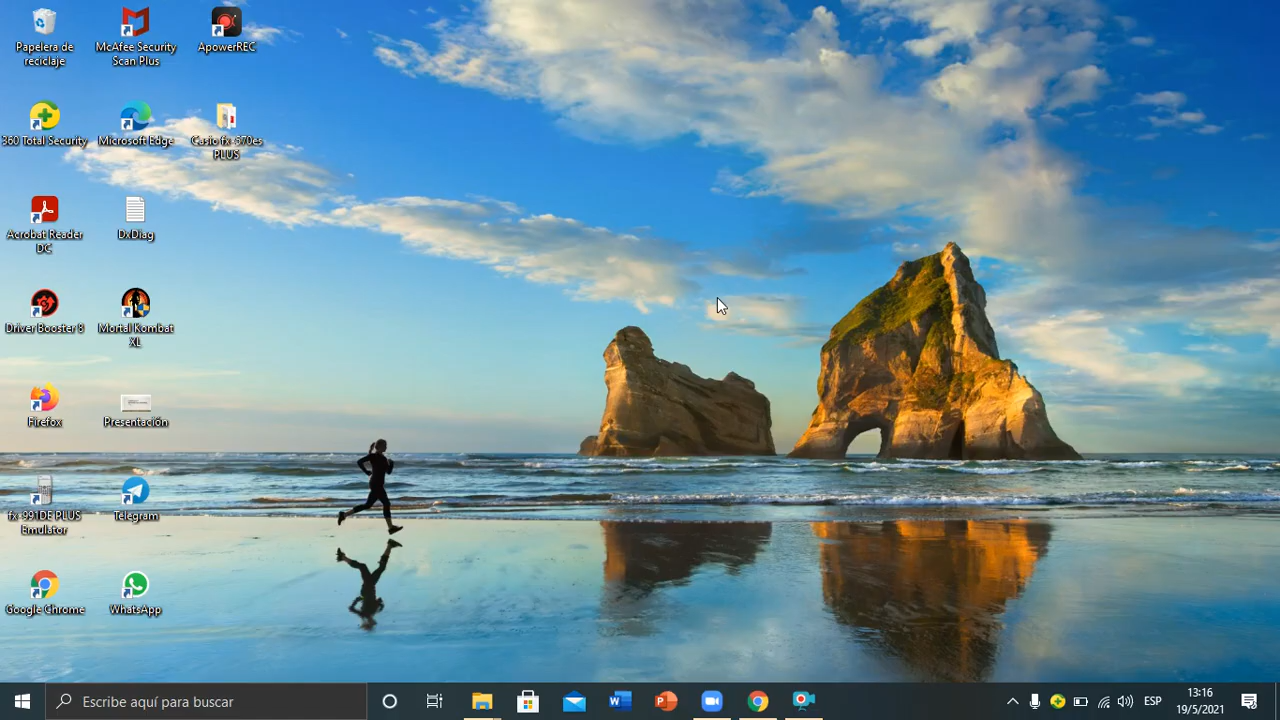 Papelera de
reciclaje
McAfee Security
Scan Plus
ApowerREC
360 Total Security
Microsoft Edge
Casio fx-570es
PLUS
Acrobat Reader
DC
DxDiag
Driver Booster 8
Mortal Kombat
XL
Firefox
Presentación
fx-991DE PLUS
Emulator
Telegram
Google Chrome
WhatsApp
Escribe aquí para buscar
ESP
13:16
19/5/2021